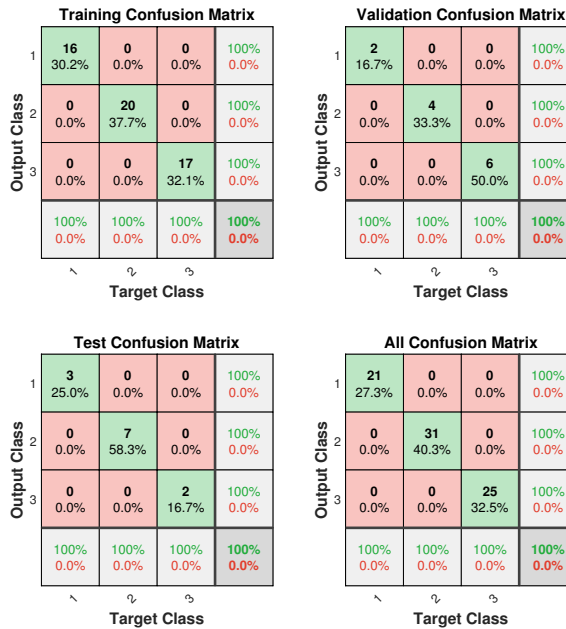 Training Confusion Matrix
Output Class
1
16 0 0 100%
30.2% 0.0% 0.0% 0.0%
2
0 20 0 100%
0.0% 37.7% 0.0% 0.0%
3
0 0 17 100%
0.0% 0.0% 32.1% 0.0%
100% 100% 100% 100%
0.0% 0.0% 0.0% 0.0%
1 2 3
Target Class
Validation Confusion Matrix
Output Class
1
2 0 0 100%
16.7% 0.0% 0.0% 0.0%
2
0 4 0 100%
0.0% 33.3% 0.0% 0.0%
3
0 0 6 100%
0.0% 0.0% 50.0% 0.0%
100% 100% 100% 100%
0.0% 0.0% 0.0% 0.0%
1 2 3
Target Class
Test Confusion Matrix
Output Class
1
3 0 0 100%
25.0% 0.0% 0.0% 0.0%
2
0 7 0 100%
0.0% 58.3% 0.0% 0.0%
3
0 0 2 100%
0.0% 0.0% 16.7% 0.0%
100% 100% 100% 100%
0.0% 0.0% 0.0% 0.0%
1 2 3
Target Class
All Confusion Matrix
Output Class
1
21 0 0 100%
27.3% 0.0% 0.0% 0.0%
2
0 31 0 100%
0.0% 40.3% 0.0% 0.0%
3
0 0 25 100%
0.0% 0.0% 32.5% 0.0%
100% 100% 100% 100%
0.0% 0.0% 0.0% 0.0%
1 2 3
Target Class